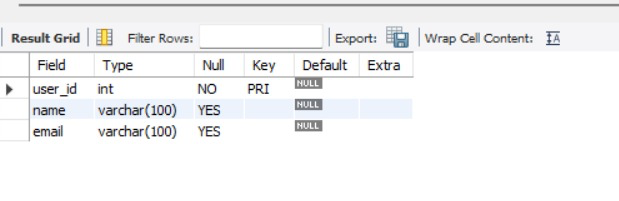 Result Grid Filter Rows: Export: Wrap Cell Content: IA
Field Type Null Key Default Extra
user_id int NO PRI NULL
name varchar(100) YES NULL
email varchar(100) YES NULL